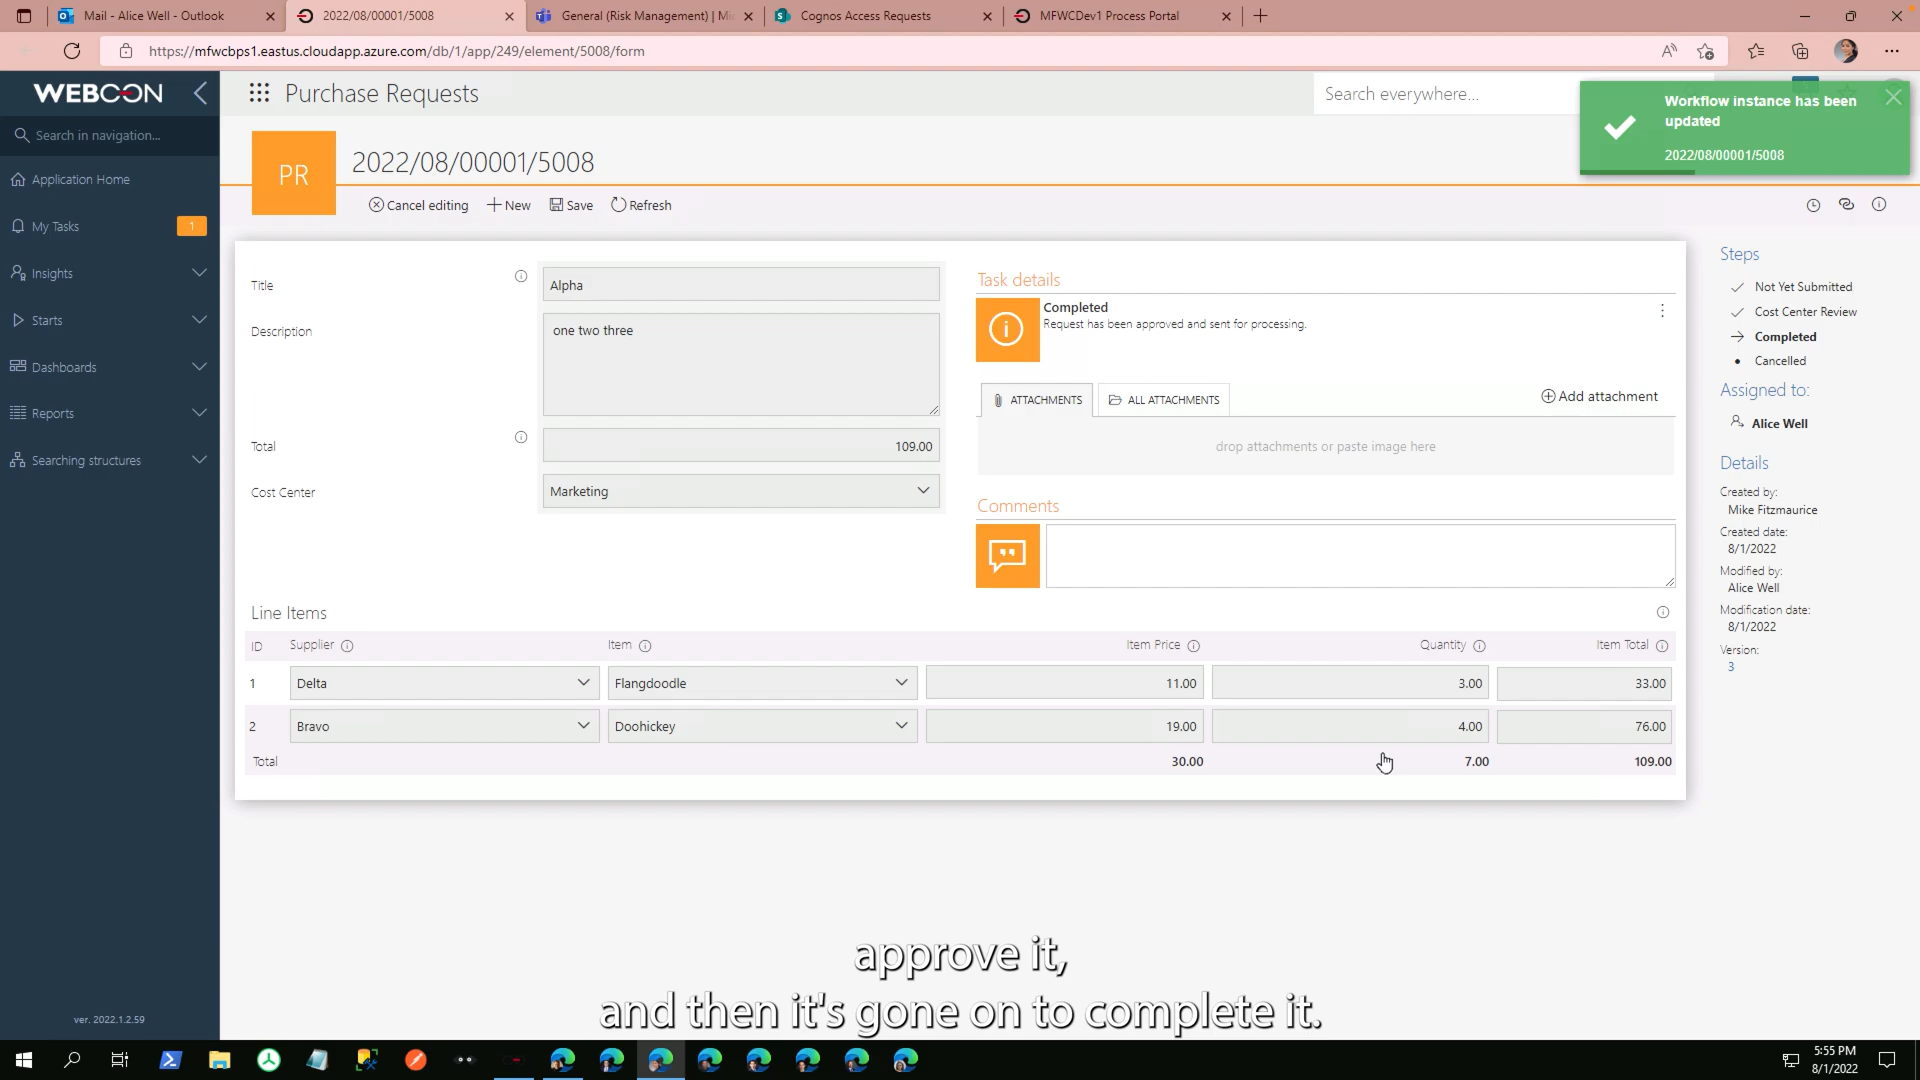 Mail - Alice Well - Outlook
2022/08/00001/5008
General (Risk Management) | Mi
Cognos Access Requests
MFWCDev1 Process Portal
https://mfwcbps1.eastus.cloudapp.azure.com/db/1/app/249/element/5008/form
WEBCON
Purchase Requests
Search everywhere...
Workflow instance has been
updated
2022/08/00001/5008
Search in navigation...
PR
2022/08/00001/5008
Application Home
Cancel editing
New
Save
Refresh
My Tasks
1
Insights
Starts
Dashboards
Reports
Searching structures
Title
Alpha
Description
one two three
Total
109.00
Cost Center
Marketing
Task details
Completed
Request has been approved and sent for processing.
ATTACHMENTS
ALL ATTACHMENTS
Add attachment
drop attachments or paste image here
Comments
Steps
Not Yet Submitted
Cost Center Review
Completed
Cancelled
Assigned to:
Alice Well
Details
Created by:
Mike Fitzmaurice
Created date:
8/1/2022
Modified by:
Alice Well
Modification date:
8/1/2022
Version:
3
Line Items
ID Supplier Item Item Price Quantity Item Total
1 Delta Flangdoodle 11.00 3.00 33.00
2 Bravo Doohickey 19.00 4.00 76.00
Total 30.00 7.00 109.00
approve it,
and then it's gone on to complete it.
ver. 2022.1.2.59
5:55 PM
8/1/2022